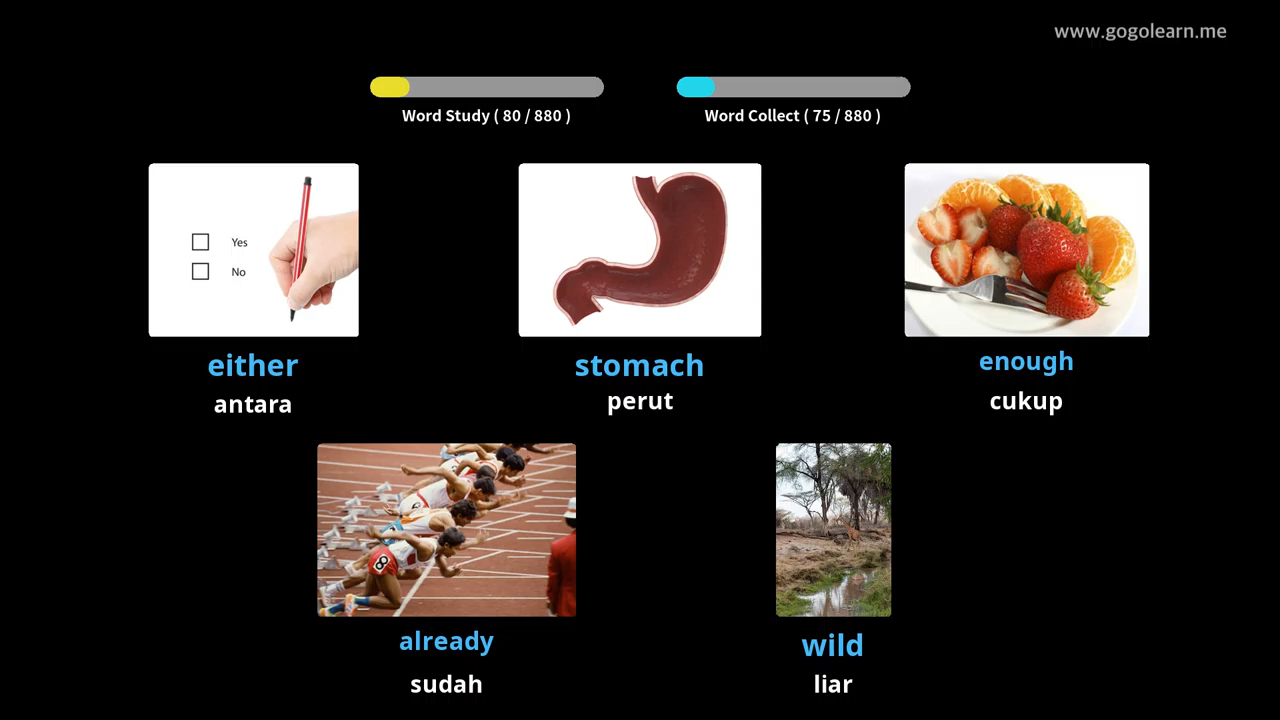 www.gogolearn.me
Word Study ( 80 / 880 )
Word Collect ( 75 / 880 )
Yes
No
either
antara
stomach
perut
enough
cukup
8
already
sudah
wild
liar